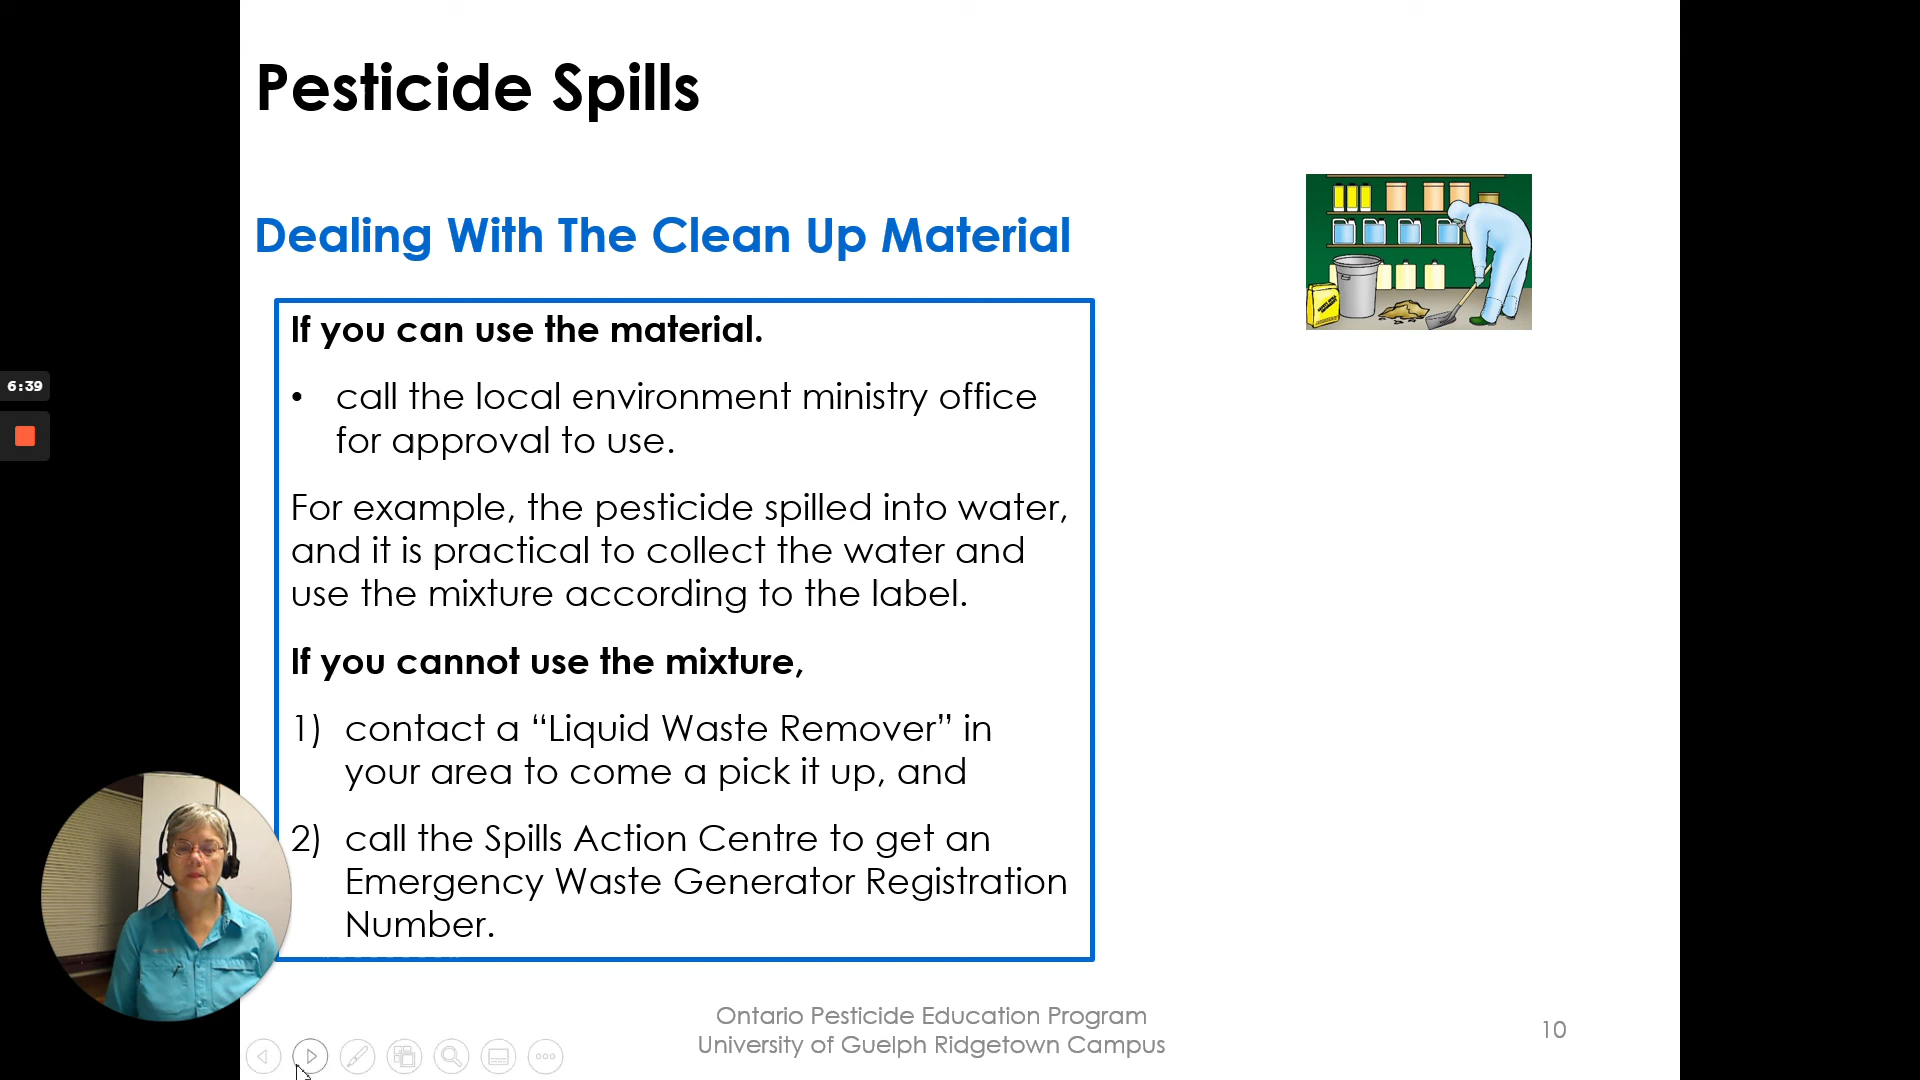 Pesticide Spills
Dealing With The Clean Up Material
If you can use the material.
• call the local environment ministry office
for approval to use.
For example, the pesticide spilled into water,
and it is practical to collect the water and
use the mixture according to the label.
If you cannot use the mixture,
1) contact a “Liquid Waste Remover” in
your area to come a pick it up, and
2) call the Spills Action Centre to get an
Emergency Waste Generator Registration
Number.
6:39
Ontario Pesticide Education Program
University of Guelph Ridgetown Campus
10